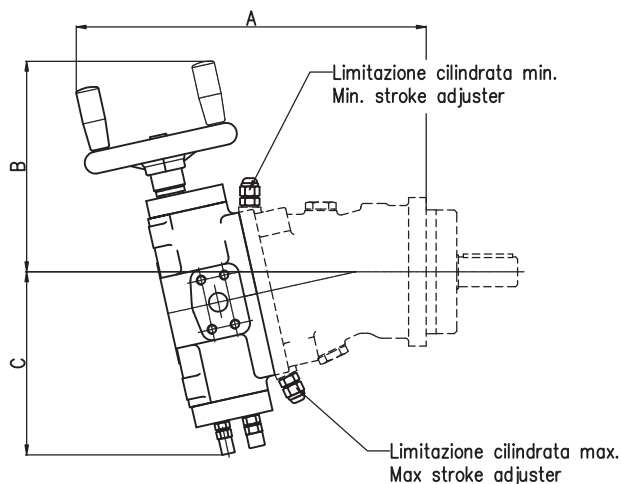 A
Limitazione cilindrata min.
Min. stroke adjuster
B
C
Limitazione cilindrata max.
Max stroke adjuster